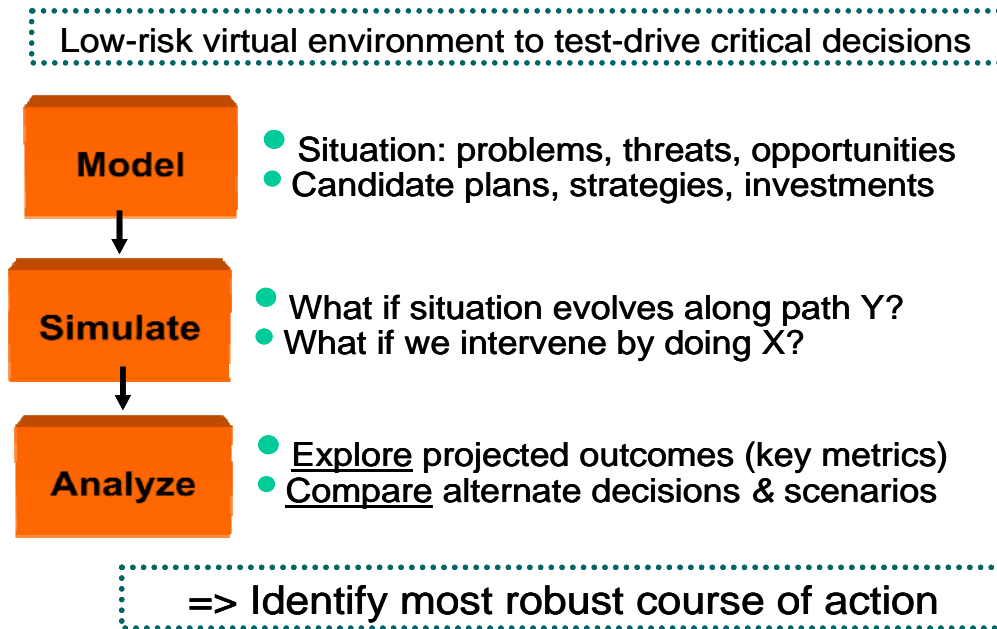 Low-risk virtual environment to test-drive critical decisions
Model
Situation: problems, threats, opportunities
Candidate plans, strategies, investments
Simulate
What if situation evolves along path Y?
What if we intervene by doing X?
Analyze
Explore projected outcomes (key metrics)
Compare alternate decisions & scenarios
=> Identify most robust course of action